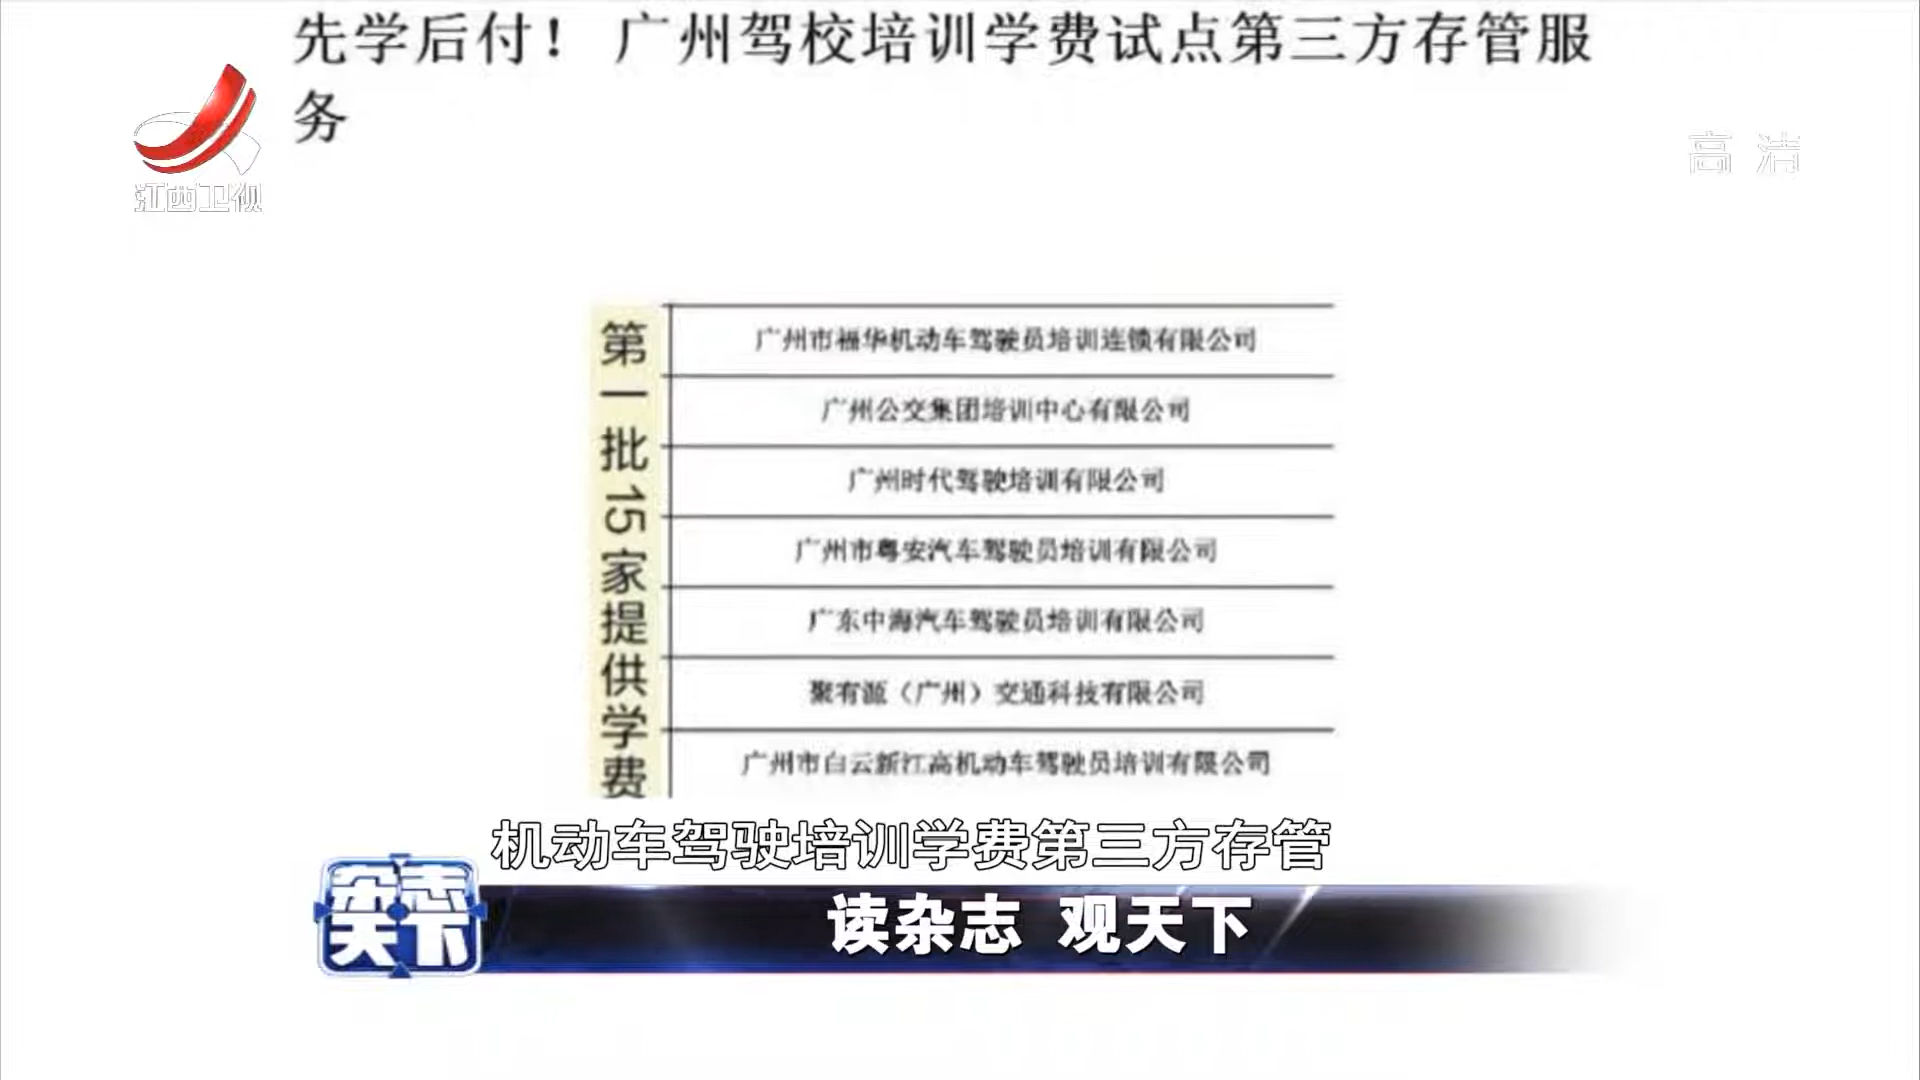 先学后付！ 广州驾校培训学费试点第三方存管服
务
江西卫视
高清
第一批15家提供学费
广州市福华机动车驾驶员培训连锁有限公司
广州公交集团培训中心有限公司
广州时代驾驶培训有限公司
广州市粤安汽车驾驶员培训有限公司
广东中海汽车驾驶员培训有限公司
聚有源（广州）交通科技有限公司
广州市白云新江高机动车驾驶员培训有限公司
机动车驾驶培训学费第三方存管
杂志
天下
读杂志 观天下